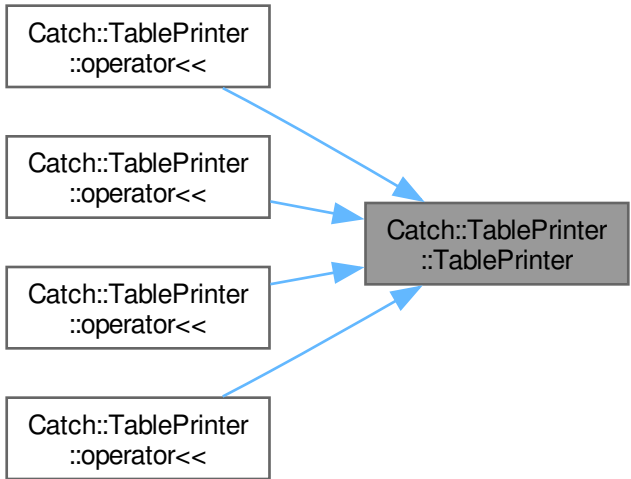 Catch::TablePrinter
::operator<<
Catch::TablePrinter
::operator<<
Catch::TablePrinter
::TablePrinter
Catch::TablePrinter
::operator<<
Catch::TablePrinter
::operator<<